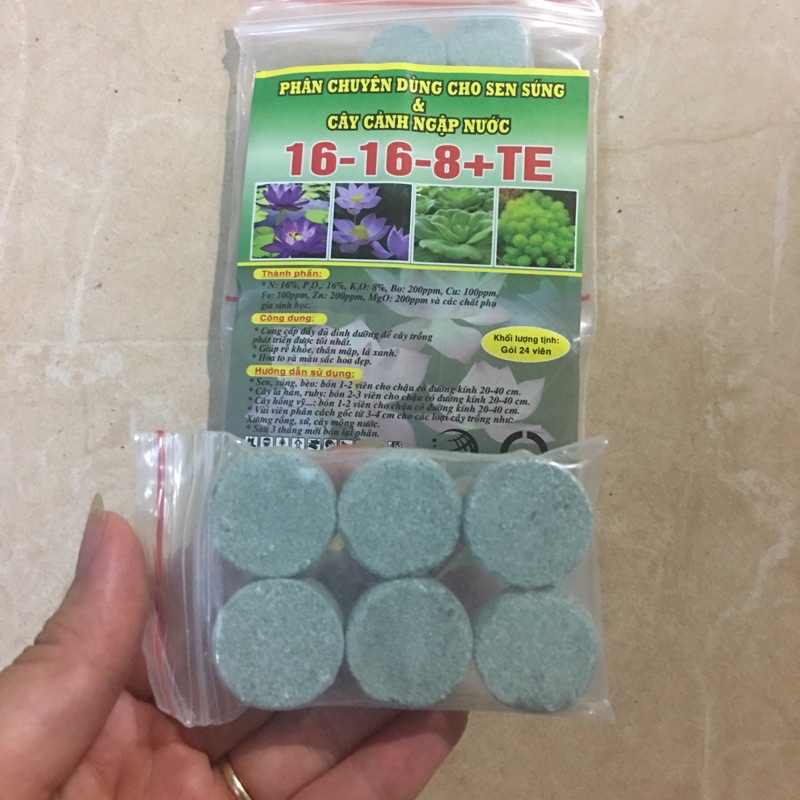 PHÂN CHUYÊN DÙNG CHO SEN SÚNG
&
CÂY CẢNH NGẬP NƯỚC
16-16-8+TE
Thành phần:
* N: 16%, P₂O₅: 16%, K₂O: 8%, Bo: 200ppm, Cu: 100ppm,
Fe: 100ppm, Zn: 200ppm, MgO: 200ppm và các chất phụ
gia sinh học.
Công dụng:
* Cung cấp đầy đủ dinh dưỡng để cây trồng
phát triển được tốt nhất.
* Giúp rễ khỏe, thân mập, lá xanh.
* Hoa to và màu sắc hoa đẹp.
Khối lượng tịnh:
Gói 24 viên
Hướng dẫn sử dụng:
* Sen, súng, bèo: bón 1-2 viên cho chậu có đường kính 20-40 cm.
* Cây la hán, ruby: bón 2-3 viên cho chậu có đường kính 20-40 cm.
* Cây hồng vỹ...: bón 1-2 viên cho chậu có đường kính 20-40 cm.
* Vùi viên phân cách gốc từ 3-4 cm cho các loại cây trồng như:
Xương rồng, sứ, cây mọng nước.
* Sau 3 tháng mới bón lại phân.